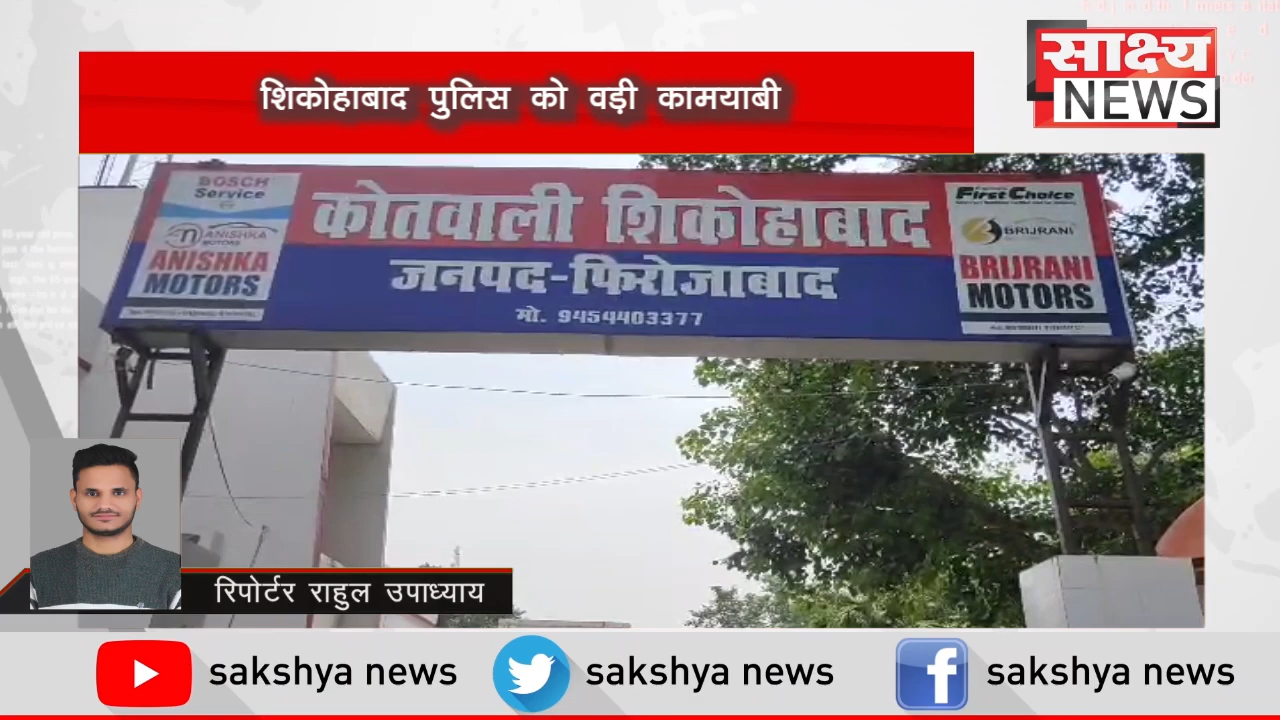 साक्ष्य
NEWS
शिकोहाबाद पुलिस को वड़ी कामयाबी
BOSCH
Service
ANISHKA
MOTORS
ANISHKA
MOTORS
कोतवाली शिकोहाबाद
जनपद-फिरोजाबाद
मो. 9454403377
First Choice
BRIJRANI
BRIJRANI
MOTORS
रिपोर्टर राहुल उपाध्याय
sakshya news
sakshya news
sakshya news